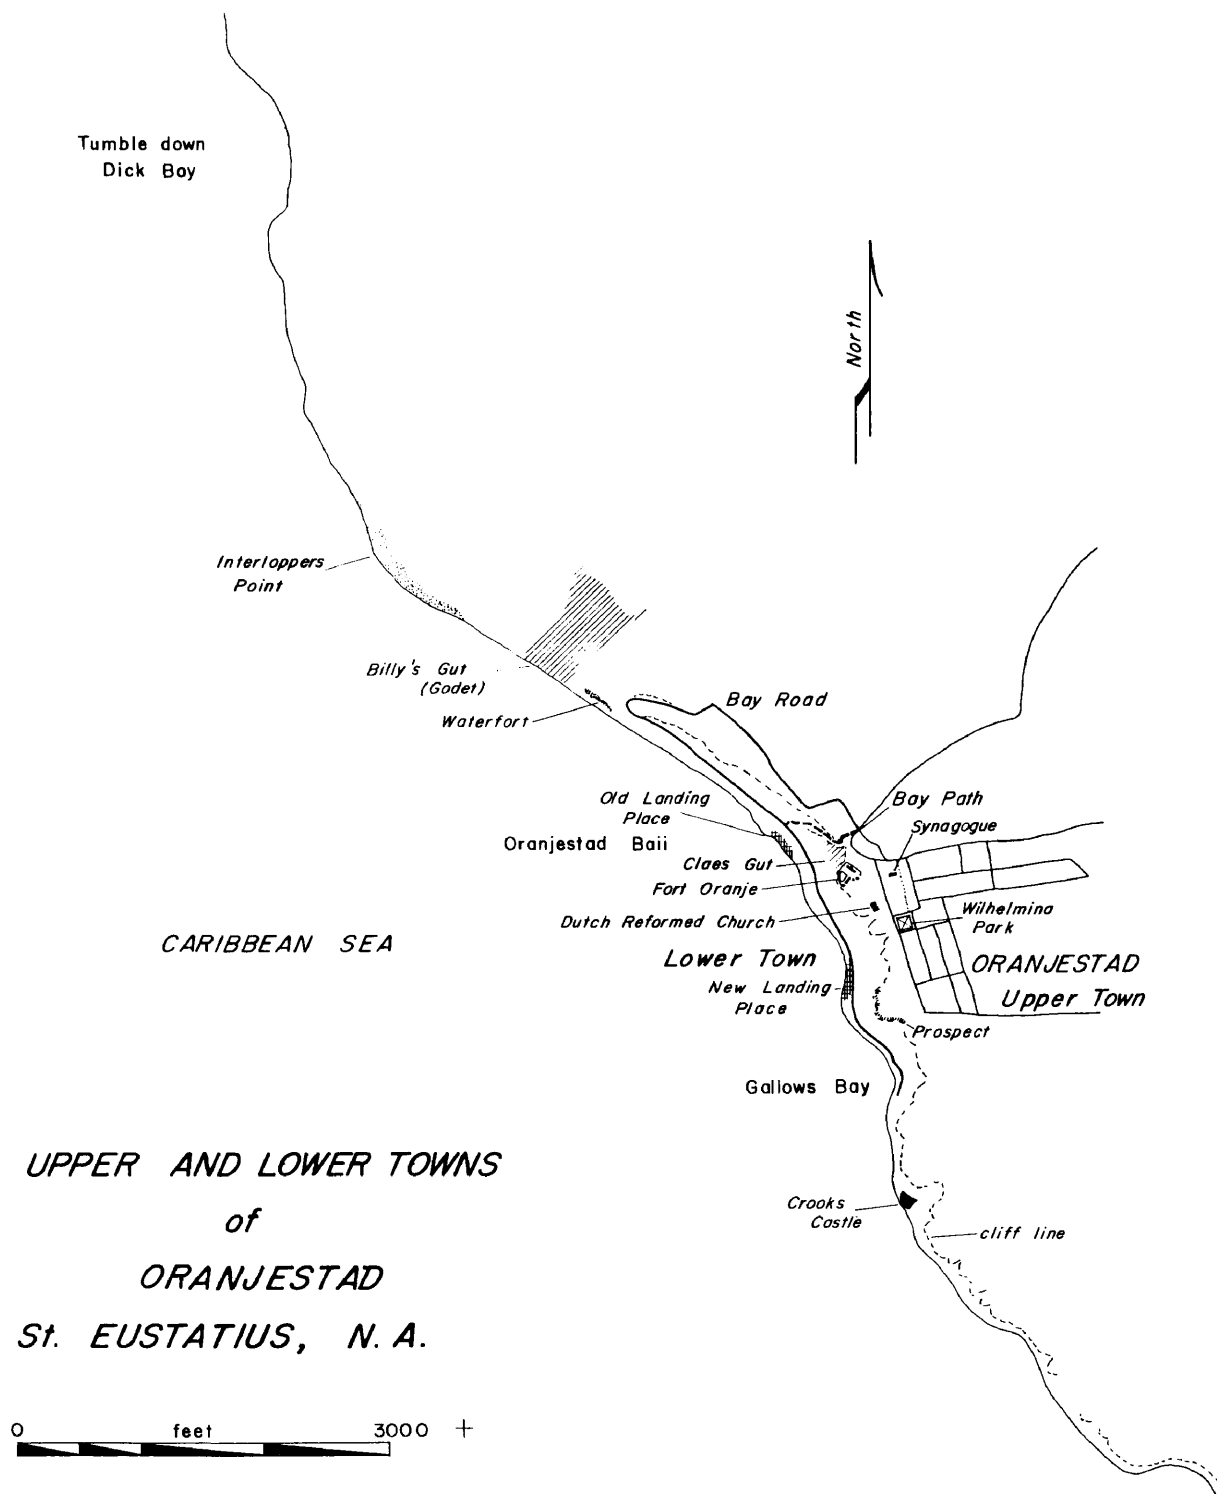 Tumble down
Dick Bay
North
Interloppers
Point
Billy's Gut
(Godet)
Waterfort
Bay Road
Old Landing
Place
Bay Path
Synagogue
Oranjestad Baii
Claes Gut
Fort Oranje
Dutch Reformed Church
Wilhelmina
Park
CARIBBEAN SEA
Lower Town
ORANJESTAD
Upper Town
New Landing
Place
Prospect
Gallows Bay
UPPER AND LOWER TOWNS
of
ORANJESTAD
St. EUSTATIUS, N. A.
Crooks
Castle
cliff line
0 feet 3000 +